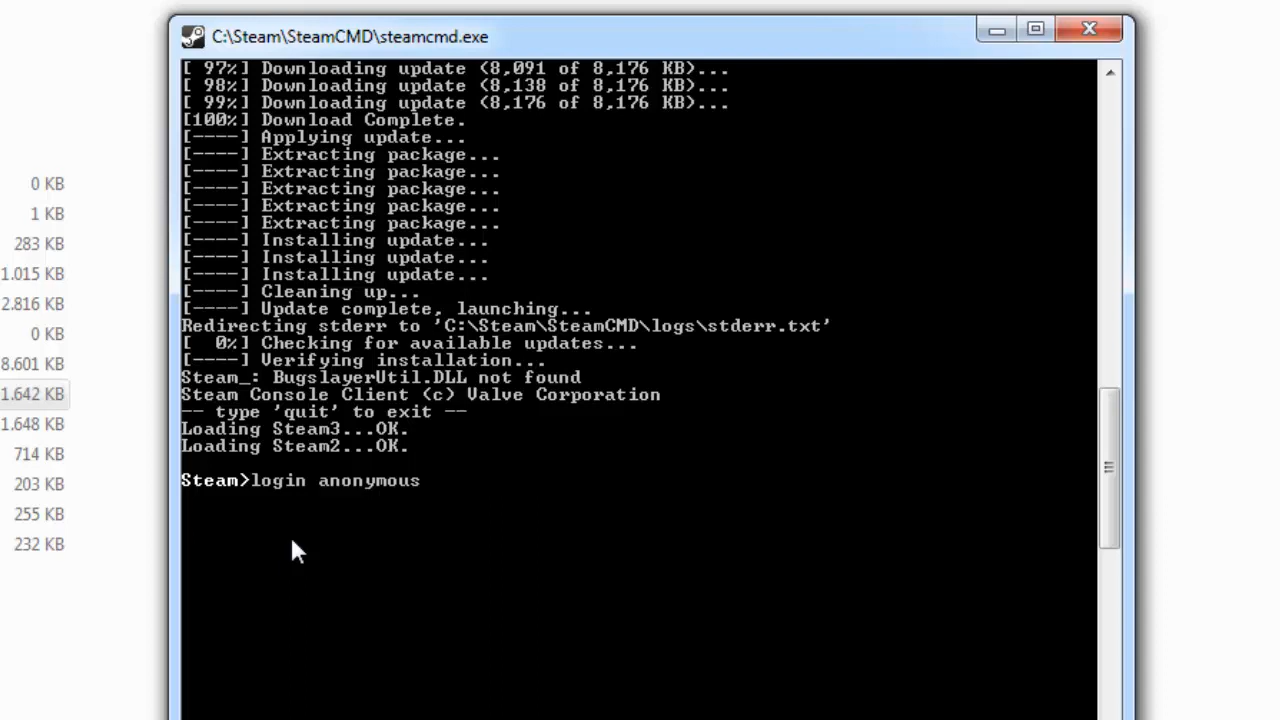 C:\Steam\SteamCMD\steamcmd.exe
[ 97%] Downloading update (8,091 of 8,176 KB)...
[ 98%] Downloading update (8,138 of 8,176 KB)...
[ 99%] Downloading update (8,176 of 8,176 KB)...
[100%] Download Complete.
[----] Applying update...
[----] Extracting package...
[----] Extracting package...
[----] Extracting package...
[----] Extracting package...
[----] Extracting package...
[----] Installing update...
[----] Installing update...
[----] Installing update...
[----] Cleaning up...
[----] Update complete, launching...
Redirecting stderr to 'C:\Steam\SteamCMD\logs\stderr.txt'
[  0%] Checking for available updates...
[----] Verifying installation...
Steam_: BugslayerUtil.DLL not found
Steam Console Client (c) Valve Corporation
-- type 'quit' to exit --
Loading Steam3...OK.
Loading Steam2...OK.
Steam>login anonymous
0 KB
1 KB
283 KB
1.015 KB
2.816 KB
0 KB
8.601 KB
1.642 KB
1.648 KB
714 KB
203 KB
255 KB
232 KB